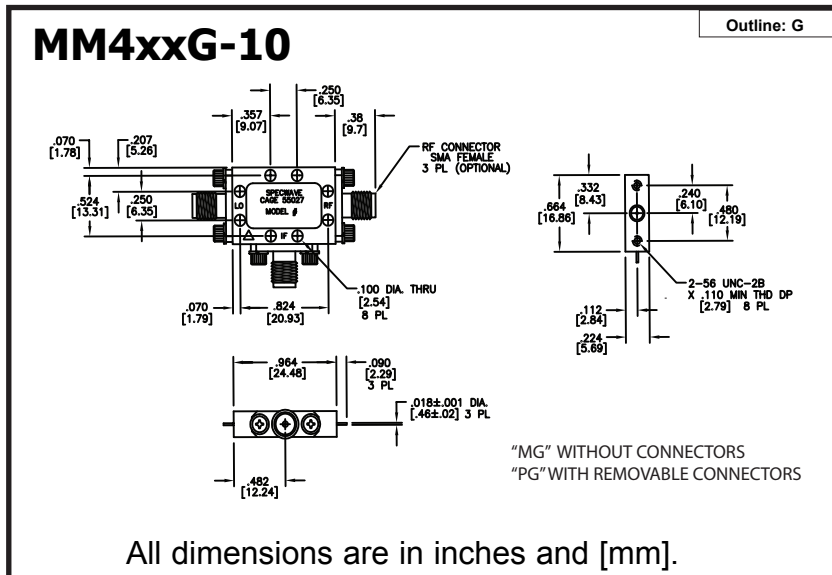 Outline: G
MM4xxG-10
.250
[6.35]
.357
[9.07]
.38
[9.7]
.070
[1.78]
.207
[5.26]
RF CONNECTOR
SMA FEMALE
3 PL (OPTIONAL)
.524
[13.31]
.250
[6.35]
SPECWAVE
CAGE 55027
MODEL #
LO
RF
IF
.100 DIA. THRU
[2.54]
8 PL
.070
[1.79]
.824
[20.93]
.332
[8.43]
.664
[16.86]
.240
[6.10]
.480
[12.19]
2-56 UNC-2B
X .110 MIN THD DP
[2.79] 8 PL
.112
[2.84]
.224
[5.69]
.964
[24.48]
.090
[2.29]
3 PL
.018±.001 DIA.
[.46±.02] 3 PL
.482
[12.24]
“MG” WITHOUT CONNECTORS
“PG”WITH REMOVABLE CONNECTORS
All dimensions are in inches and [mm].